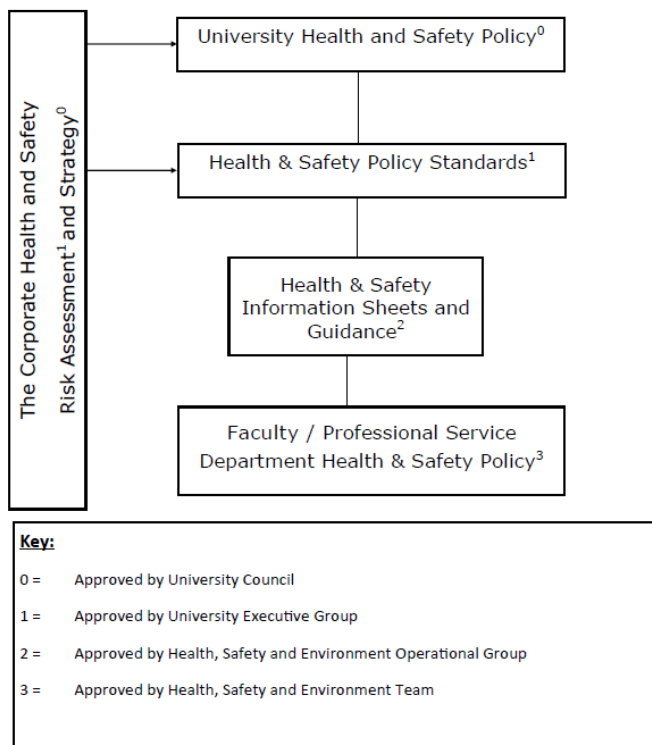 The Corporate Health and Safety
Risk Assessment¹ and Strategy⁰
University Health and Safety Policy⁰
Health & Safety Policy Standards¹
Health & Safety
Information Sheets and
Guidance²
Faculty / Professional Service
Department Health & Safety Policy³
Key:
0 = Approved by University Council
1 = Approved by University Executive Group
2 = Approved by Health, Safety and Environment Operational Group
3 = Approved by Health, Safety and Environment Team